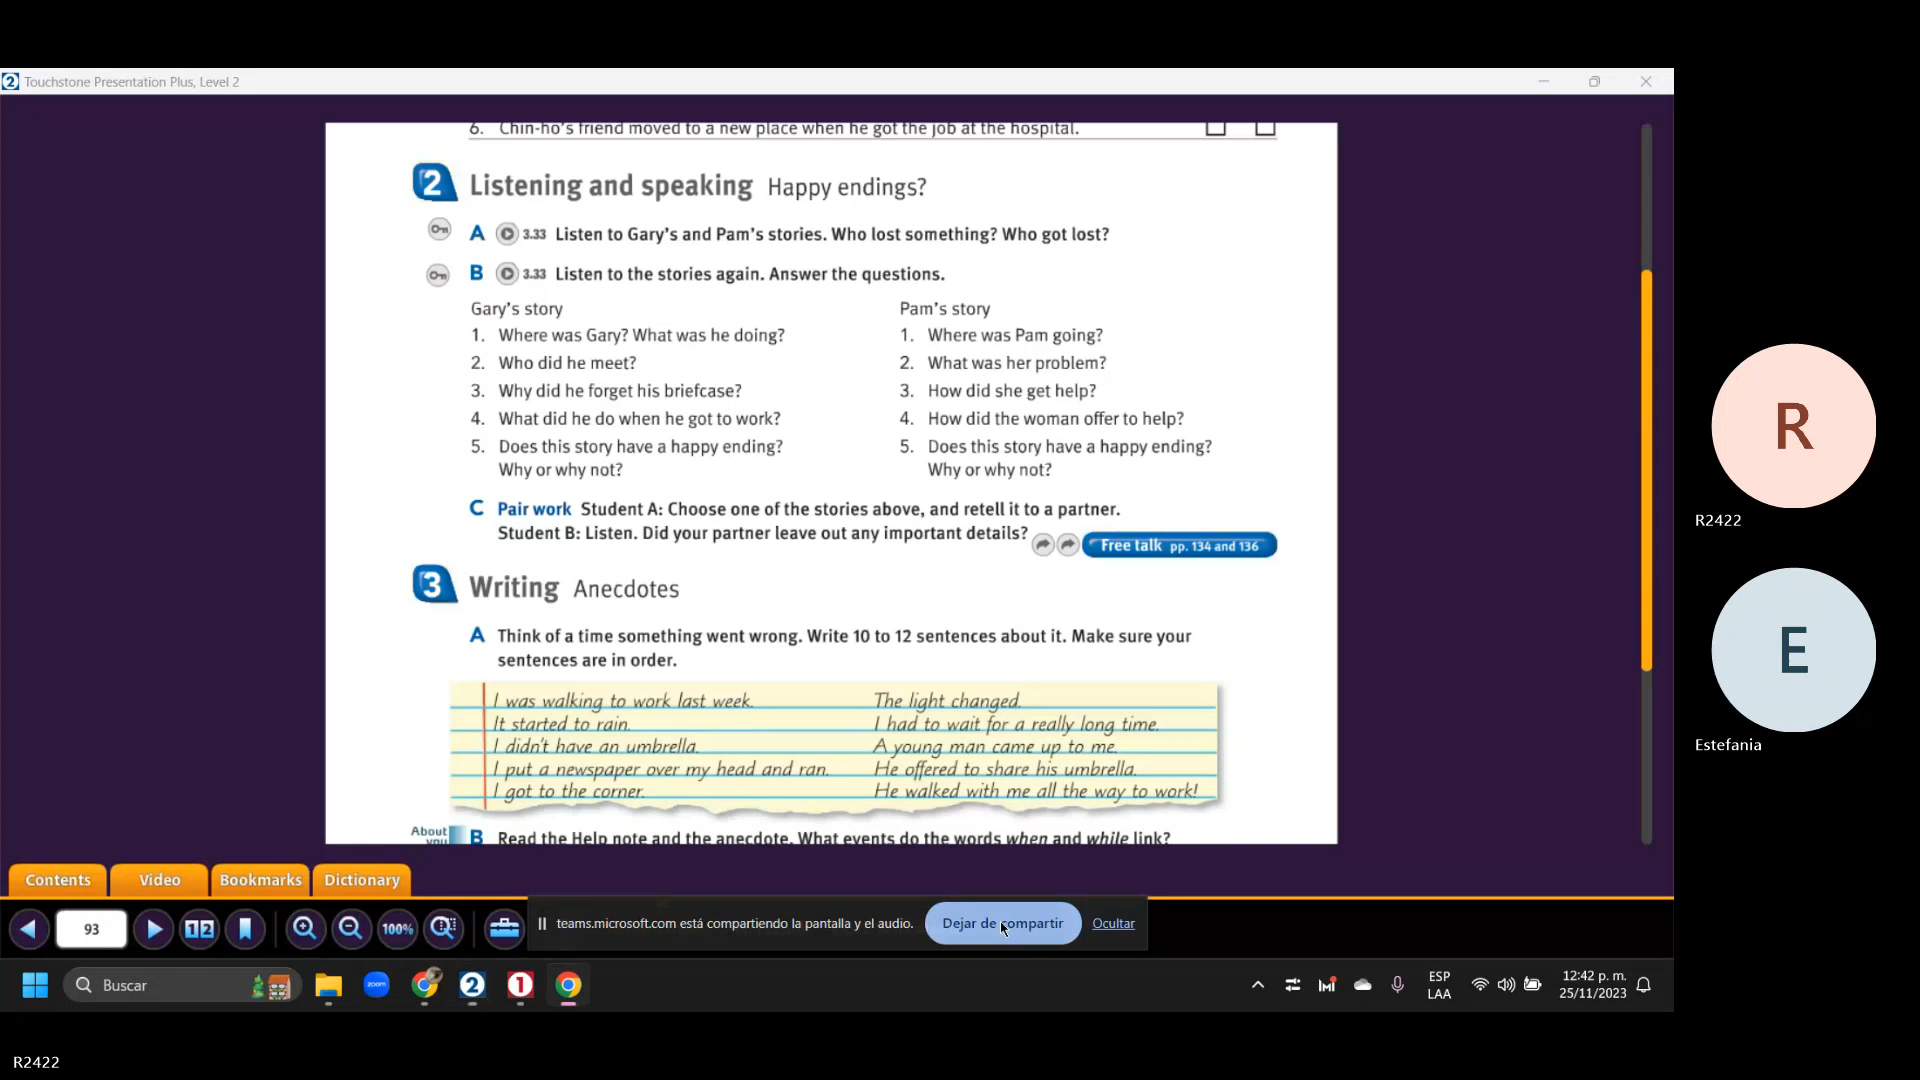 Touchstone Presentation Plus, Level 2
6. Chin-ho's friend moved to a new place when he got the job at the hospital.
2 Listening and speaking Happy endings?
A 3.33 Listen to Gary's and Pam's stories. Who lost something? Who got lost?
B 3.33 Listen to the stories again. Answer the questions.
Gary's story
1. Where was Gary? What was he doing?
2. Who did he meet?
3. Why did he forget his briefcase?
4. What did he do when he got to work?
5. Does this story have a happy ending?
Why or why not?
Pam's story
1. Where was Pam going?
2. What was her problem?
3. How did she get help?
4. How did the woman offer to help?
5. Does this story have a happy ending?
Why or why not?
C Pair work Student A: Choose one of the stories above, and retell it to a partner.
Student B: Listen. Did your partner leave out any important details?
Free talk pp. 134 and 136
3 Writing Anecdotes
A Think of a time something went wrong. Write 10 to 12 sentences about it. Make sure your
sentences are in order.
I was walking to work last week.
It started to rain.
I didn't have an umbrella.
I put a newspaper over my head and ran.
I got to the corner.
The light changed.
I had to wait for a really long time.
A young man came up to me.
He offered to share his umbrella.
He walked with me all the way to work!
About
you
B Read the Help note and the anecdote. What events do the words when and while link?
Contents Video Bookmarks Dictionary
93 12 100%
teams.microsoft.com está compartiendo la pantalla y el audio. Dejar de compartir Ocultar
Buscar
zoom
2
1
ESP
LAA
12:42 p. m.
25/11/2023
R
R2422
E
Estefania
R2422